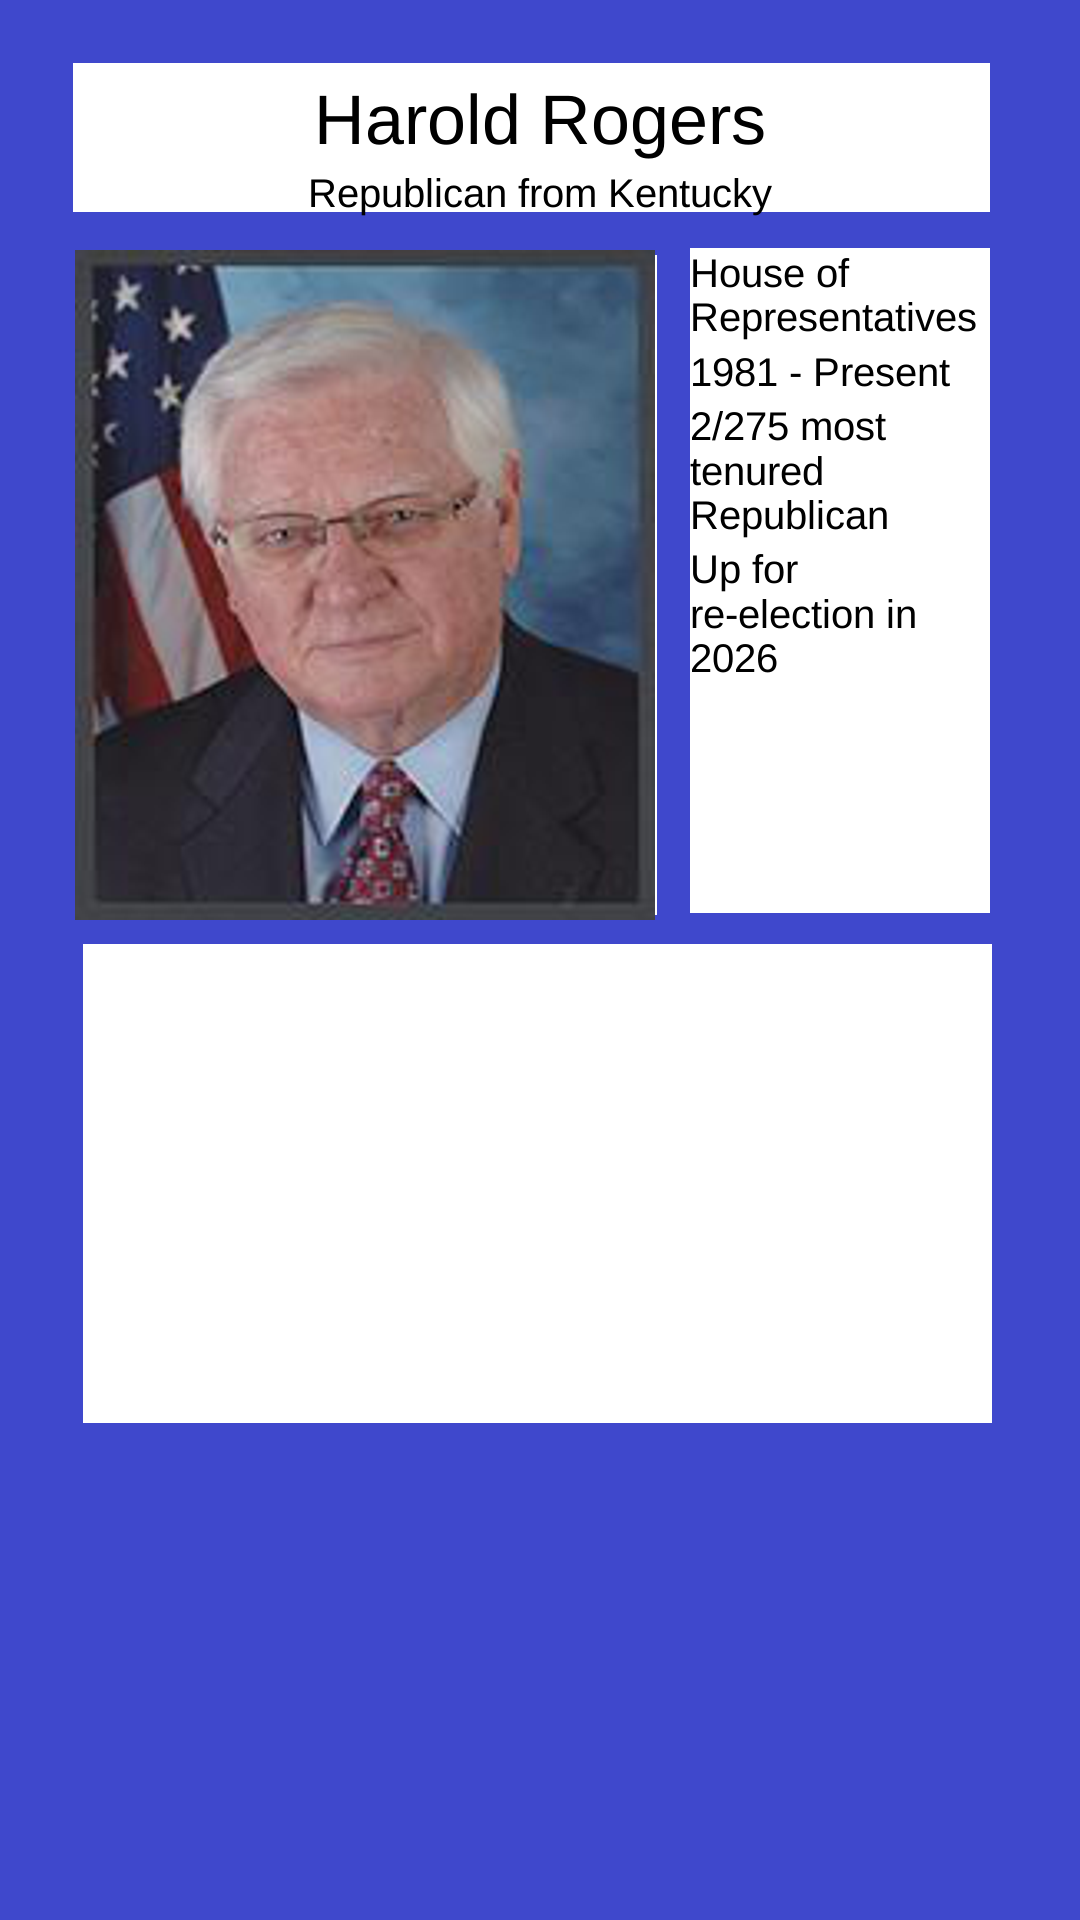 Harold Rogers
Republican from Kentucky
House of
Representatives
1981 - Present
2/275 most
tenured
Republican
Up for
re-election in
2026